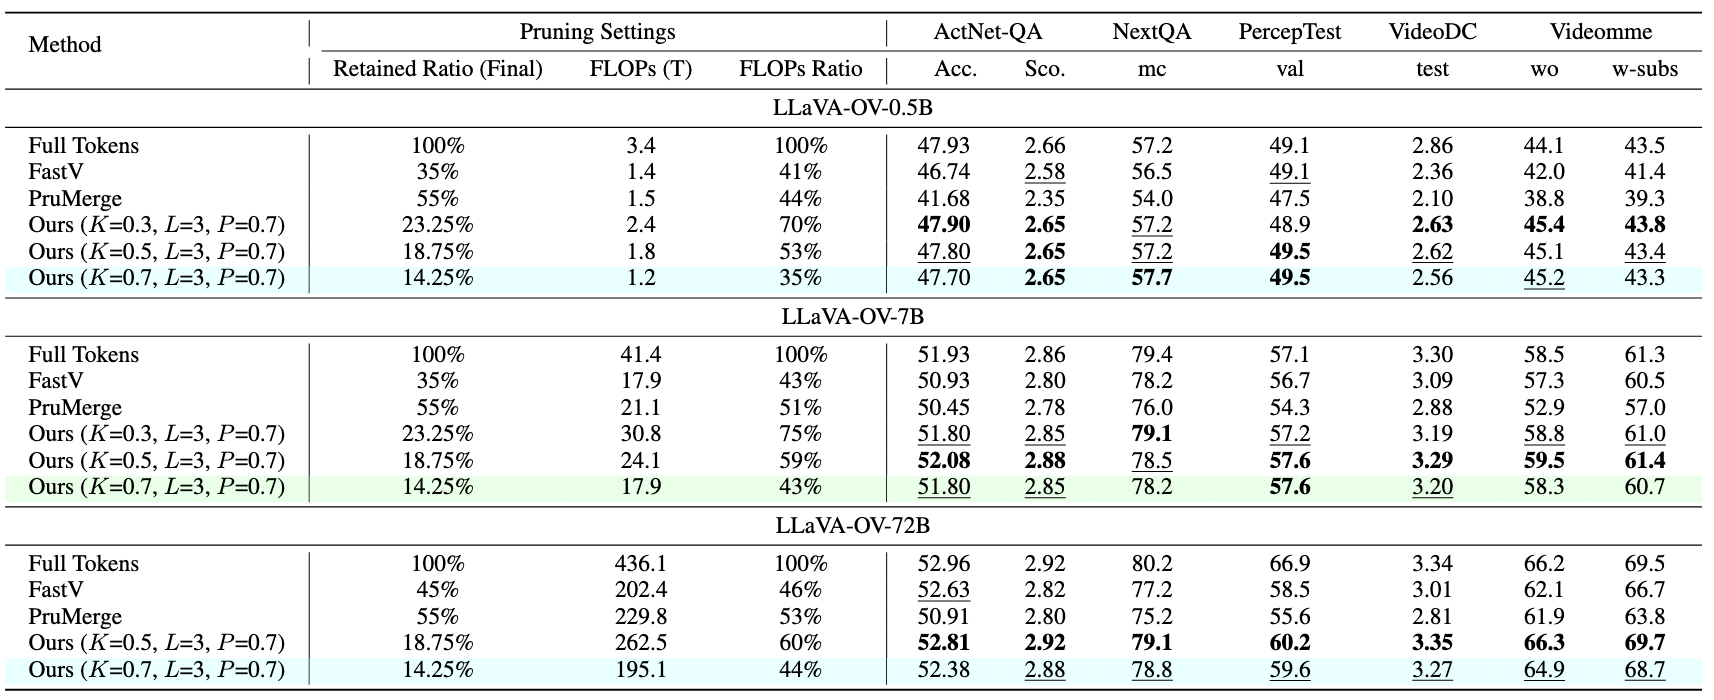 Method Pruning Settings ActNet-QA NextQA PercepTest VideoDC Videomme
Retained Ratio (Final) FLOPs (T) FLOPs Ratio Acc. Sco. mc val test wo w-subs
LLaVA-OV-0.5B
Full Tokens 100% 3.4 100% 47.93 2.66 57.2 49.1 2.86 44.1 43.5
FastV 35% 1.4 41% 46.74 2.58 56.5 49.1 2.36 42.0 41.4
PruMerge 55% 1.5 44% 41.68 2.35 54.0 47.5 2.10 38.8 39.3
Ours (K=0.3, L=3, P=0.7) 23.25% 2.4 70% 47.90 2.65 57.2 48.9 2.63 45.4 43.8
Ours (K=0.5, L=3, P=0.7) 18.75% 1.8 53% 47.80 2.65 57.2 49.5 2.62 45.1 43.4
Ours (K=0.7, L=3, P=0.7) 14.25% 1.2 35% 47.70 2.65 57.7 49.5 2.56 45.2 43.3
LLaVA-OV-7B
Full Tokens 100% 41.4 100% 51.93 2.86 79.4 57.1 3.30 58.5 61.3
FastV 35% 17.9 43% 50.93 2.80 78.2 56.7 3.09 57.3 60.5
PruMerge 55% 21.1 51% 50.45 2.78 76.0 54.3 2.88 52.9 57.0
Ours (K=0.3, L=3, P=0.7) 23.25% 30.8 75% 51.80 2.85 79.1 57.2 3.19 58.8 61.0
Ours (K=0.5, L=3, P=0.7) 18.75% 24.1 59% 52.08 2.88 78.5 57.6 3.29 59.5 61.4
Ours (K=0.7, L=3, P=0.7) 14.25% 17.9 43% 51.80 2.85 78.2 57.6 3.20 58.3 60.7
LLaVA-OV-72B
Full Tokens 100% 436.1 100% 52.96 2.92 80.2 66.9 3.34 66.2 69.5
FastV 45% 202.4 46% 52.63 2.82 77.2 58.5 3.01 62.1 66.7
PruMerge 55% 229.8 53% 50.91 2.80 75.2 55.6 2.81 61.9 63.8
Ours (K=0.5, L=3, P=0.7) 18.75% 262.5 60% 52.81 2.92 79.1 60.2 3.35 66.3 69.7
Ours (K=0.7, L=3, P=0.7) 14.25% 195.1 44% 52.38 2.88 78.8 59.6 3.27 64.9 68.7